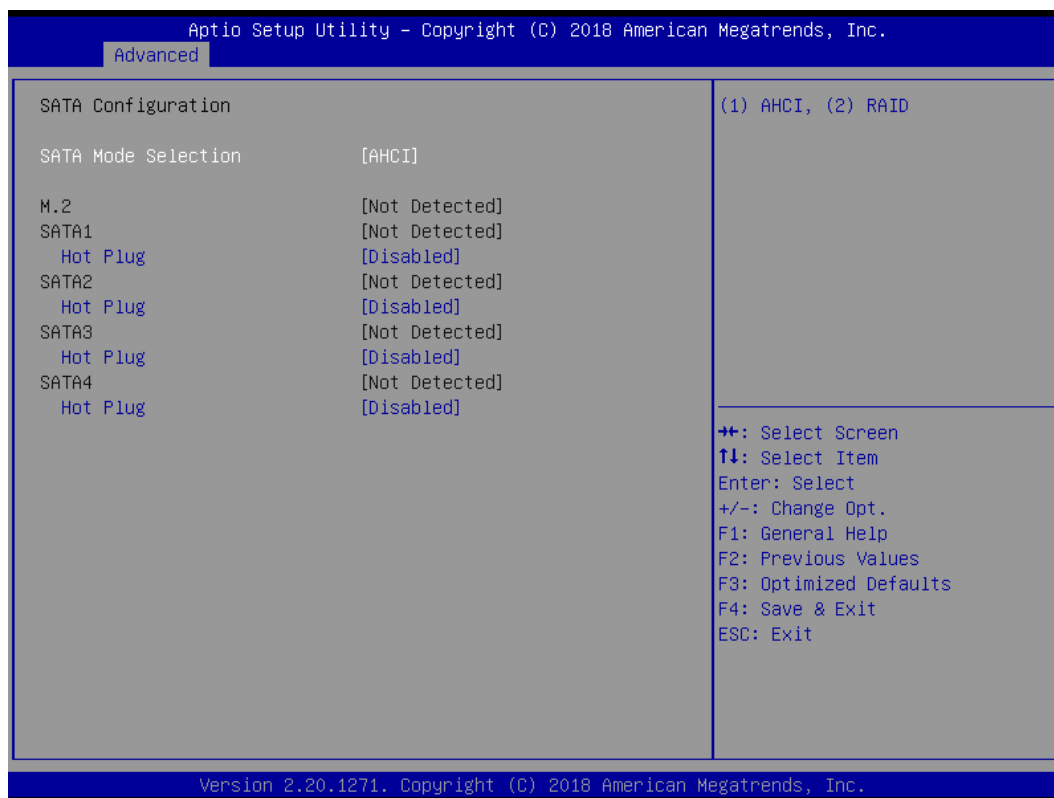 Aptio Setup Utility – Copyright (C) 2018 American Megatrends, Inc.
Advanced
SATA Configuration
SATA Mode Selection [AHCI]
M.2 [Not Detected]
SATA1 [Not Detected]
Hot Plug [Disabled]
SATA2 [Not Detected]
Hot Plug [Disabled]
SATA3 [Not Detected]
Hot Plug [Disabled]
SATA4 [Not Detected]
Hot Plug [Disabled]
(1) AHCI, (2) RAID
→←: Select Screen
↑↓: Select Item
Enter: Select
+/-: Change Opt.
F1: General Help
F2: Previous Values
F3: Optimized Defaults
F4: Save & Exit
ESC: Exit
Version 2.20.1271. Copyright (C) 2018 American Megatrends, Inc.